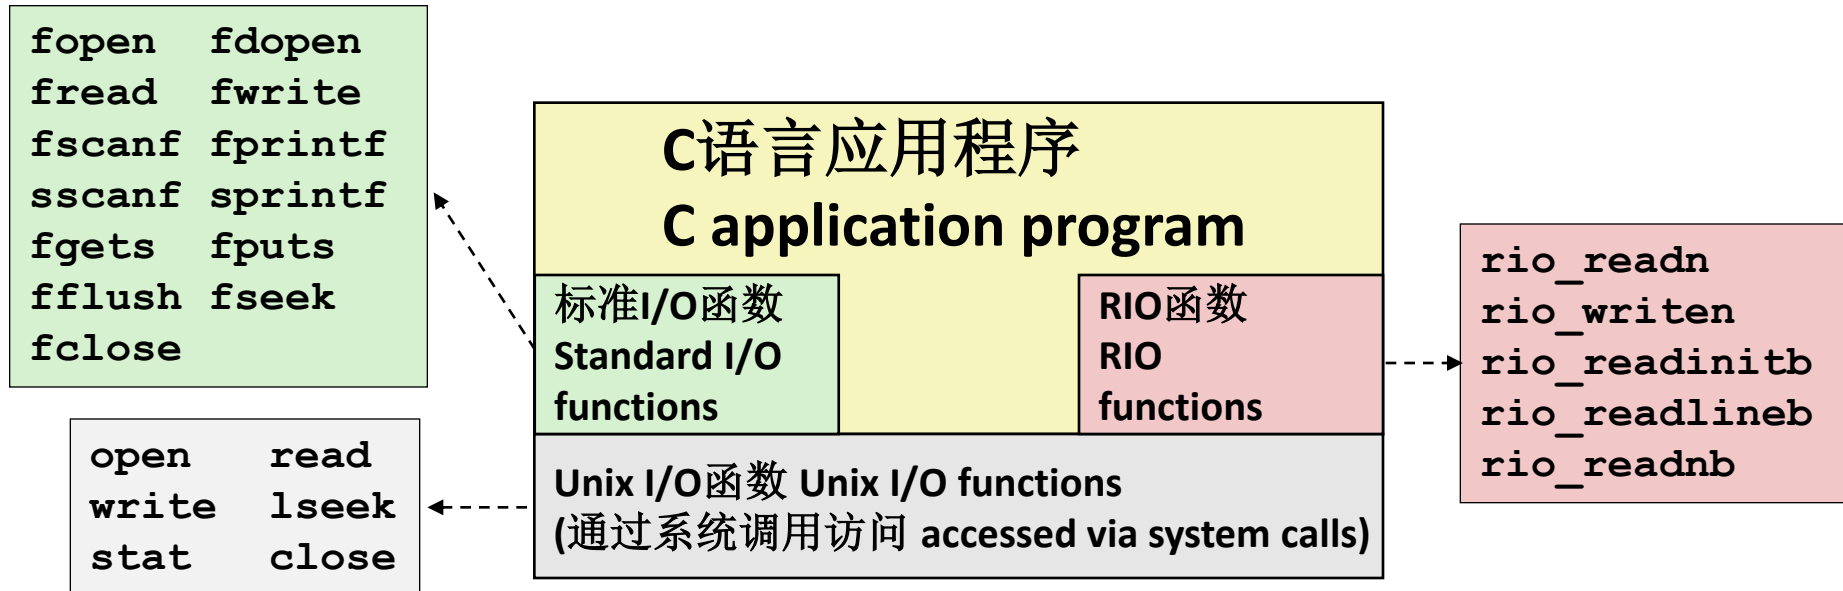 fopen fdopen
fread fwrite
fscanf fprintf
sscanf sprintf
fgets fputs
fflush fseek
fclose
C语言应用程序
C application program
标准I/O函数
Standard I/O
functions
RIO函数
RIO
functions
rio_readn
rio_writen
rio_readinitb
rio_readlineb
rio_readnb
open read
write lseek
stat close
Unix I/O函数 Unix I/O functions
(通过系统调用访问 accessed via system calls)